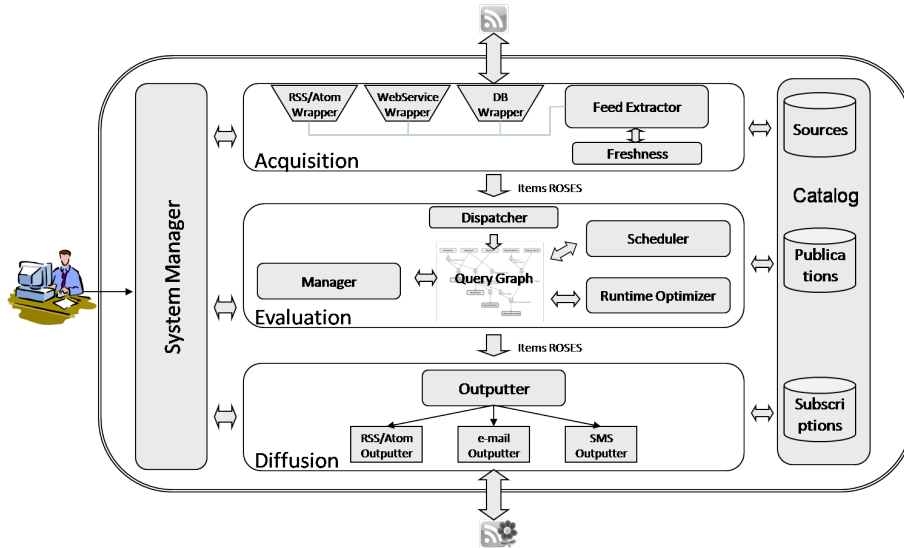 System Manager
RSS/Atom
Wrapper
WebService
Wrapper
DB
Wrapper
Feed Extractor
Freshness
Acquisition
Items ROSES
Dispatcher
Manager
Query Graph
Scheduler
Runtime Optimizer
Evaluation
Items ROSES
Outputter
RSS/Atom
Outputter
e-mail
Outputter
SMS
Outputter
Diffusion
Sources
Catalog
Publica
tions
Subscri
ptions